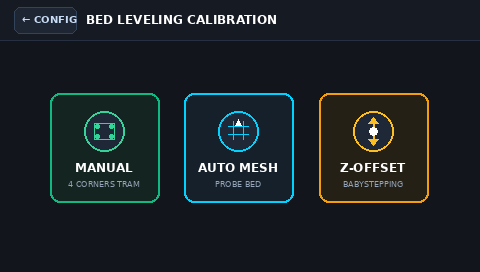 ← CONFIG BED LEVELING CALIBRATION
MANUAL AUTO MESH Z-OFFSET
4 CORNERS TRAM PROBE BED BABYSTEPPING